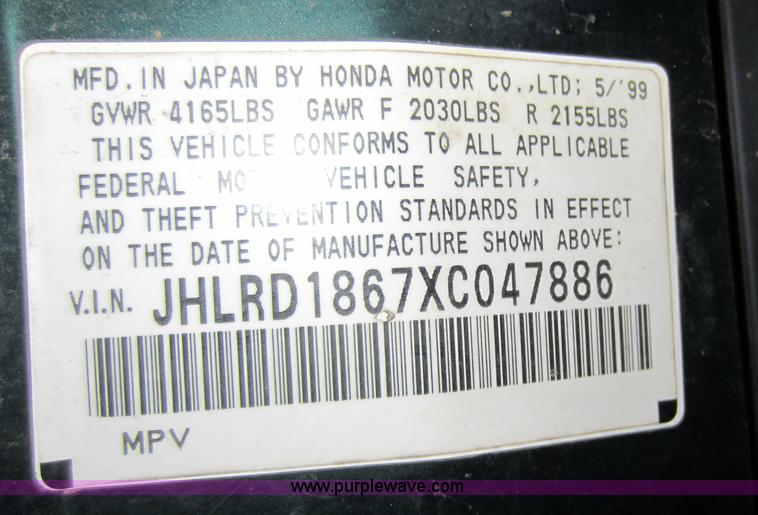 MFD. IN JAPAN BY HONDA MOTOR CO.,LTD; 5/'99
GVWR 4165LBS GAWR F 2030LBS R 2155LBS
THIS VEHICLE CONFORMS TO ALL APPLICABLE
FEDERAL MO VEHICLE SAFETY,
AND THEFT PREVENTION STANDARDS IN EFFECT
ON THE DATE OF MANUFACTURE SHOWN ABOVE:
V.I.N. JHLRD1867XC047886
MPV
www.purplewave.com